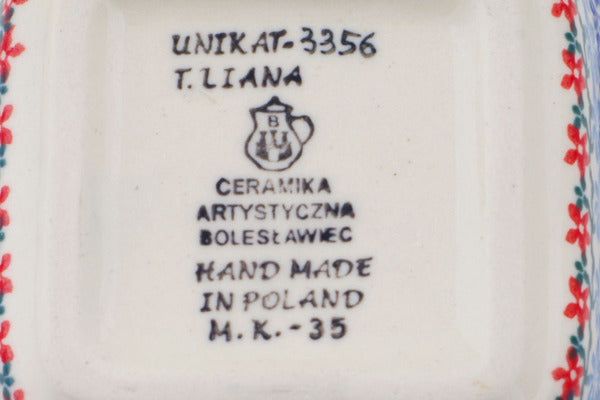 UNIKAT-3356
T. LIANA
B
CERAMIKA
ARTYSTYCZNA
BOLESŁAWIEC
HAND MADE
IN POLAND
M.K.-35